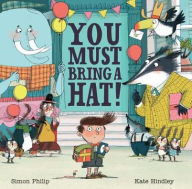 YOU
MUST
BRING A
HAT!
Simon Philip
Kate Hindley